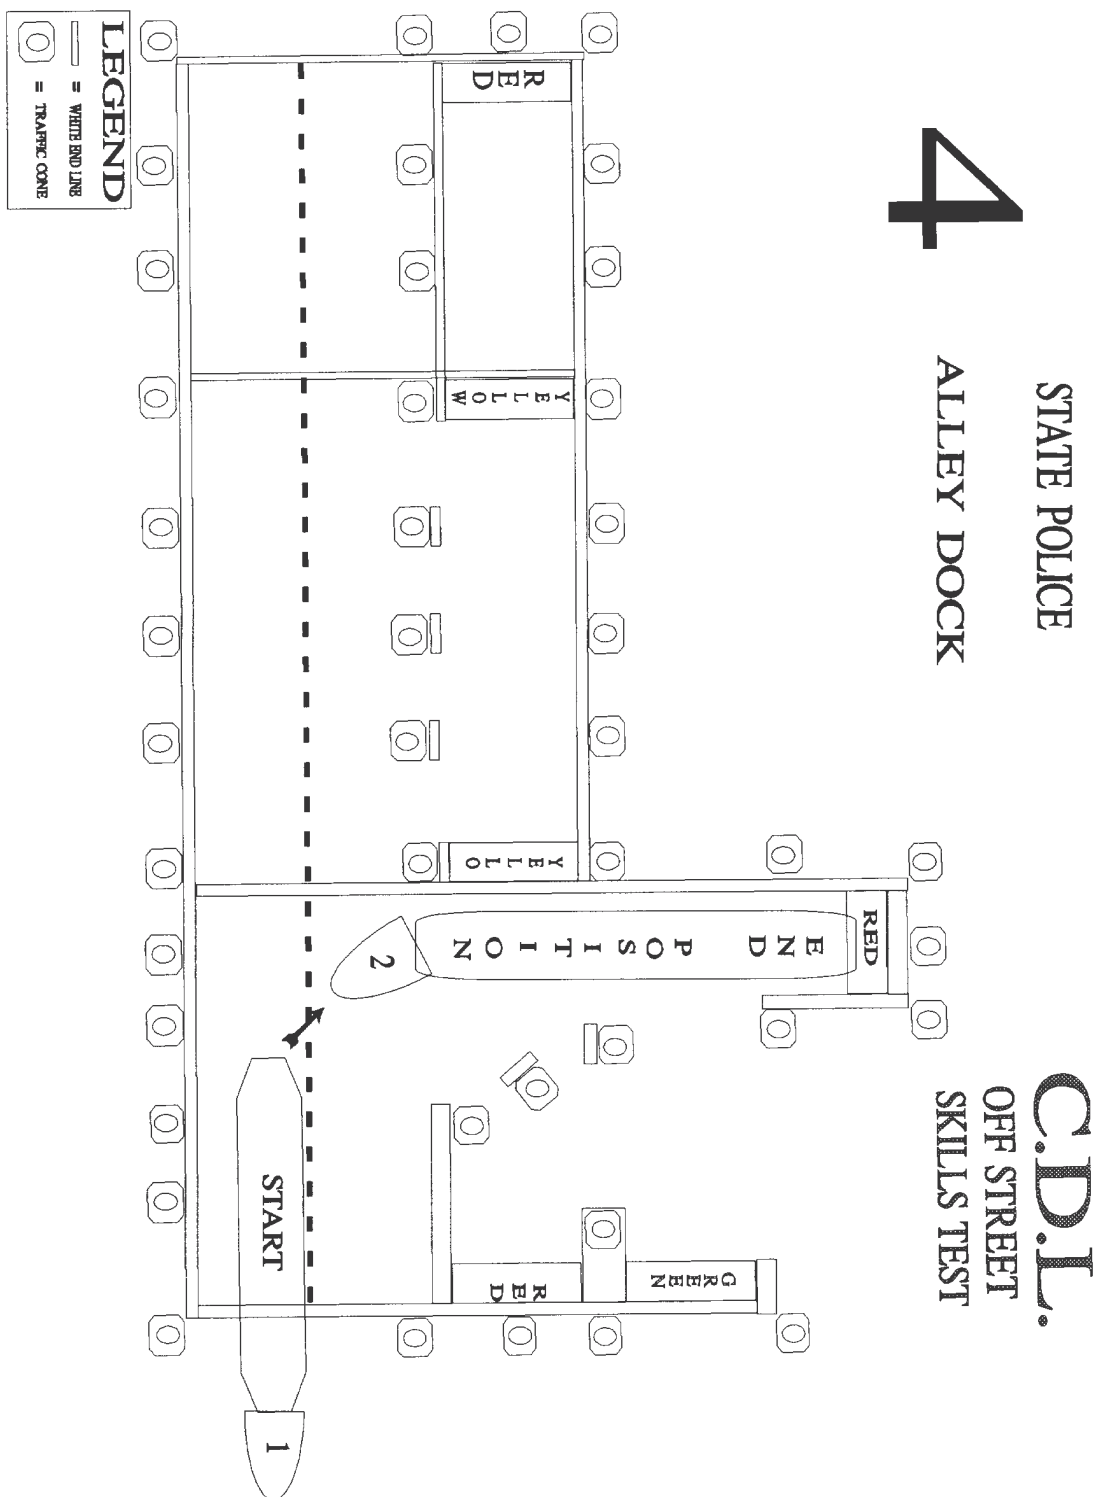 STATE POLICE
4
ALLEY DOCK
C.D.L.
OFF STREET
SKILLS TEST
RED
YELLOW
YELLO
RED
END POSITION
2
START
1
RED
GREEN
LEGEND
= WHITE END LINE
= TRAFFIC CONE